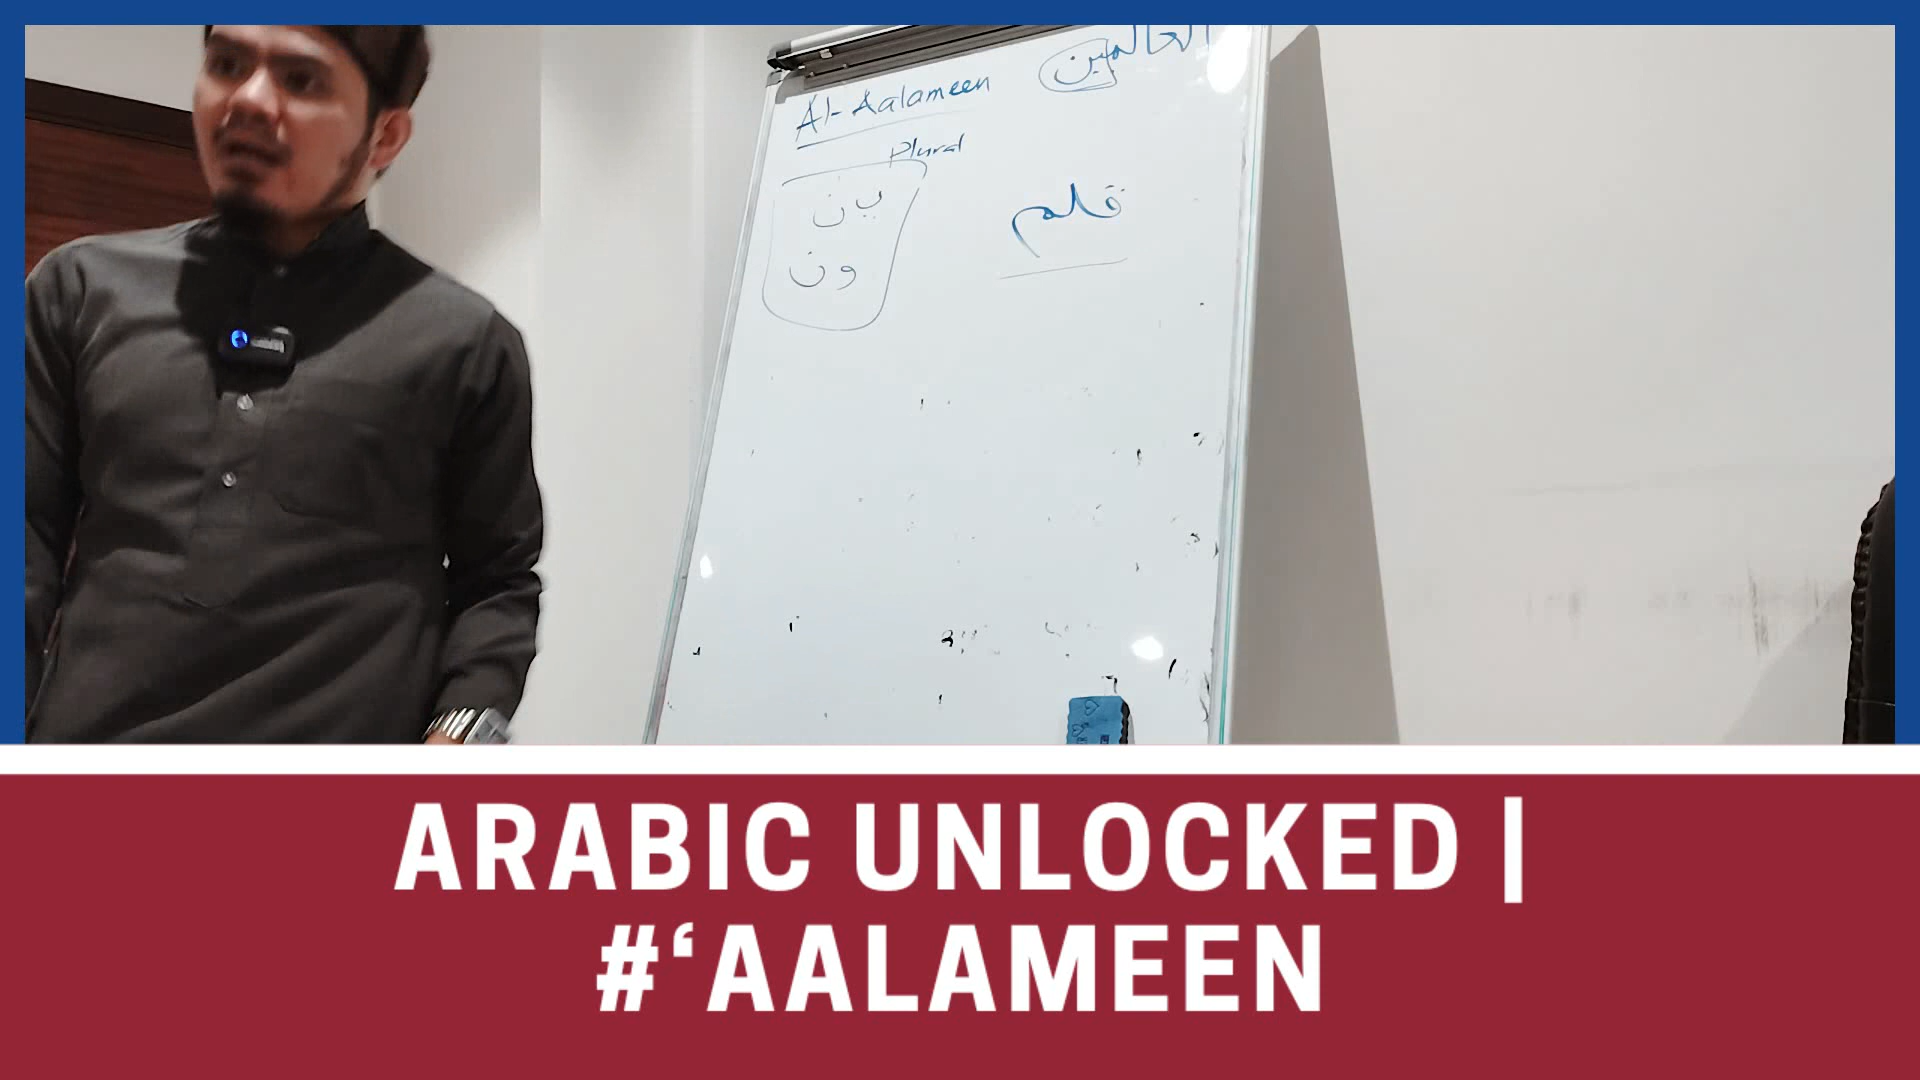 العالمين
Al-Aalameen
Plural
ين
ون
قلم
ARABIC UNLOCKED |
#‘AALAMEEN